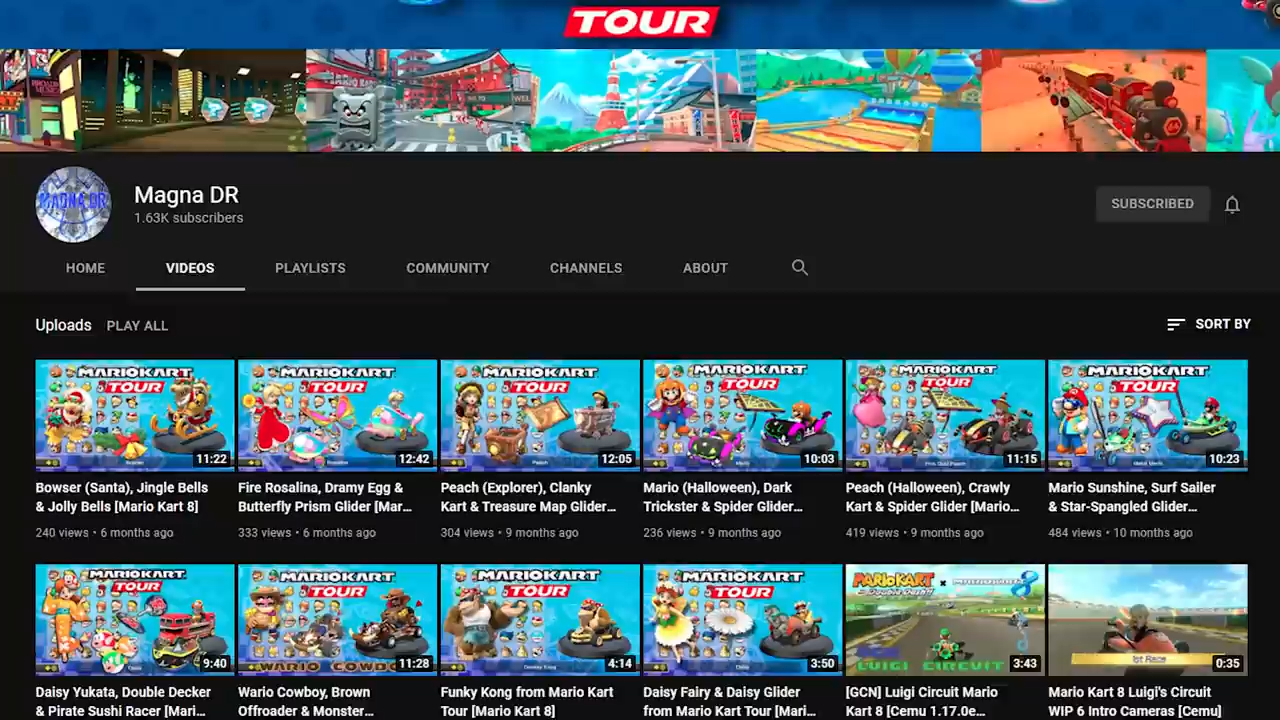 TOUR
MAGNA DR
Magna DR
1.63K subscribers
SUBSCRIBED
HOME VIDEOS PLAYLISTS COMMUNITY CHANNELS ABOUT
Uploads PLAY ALL
SORT BY
MARIOKART TOUR 11:22
MARIOKART TOUR 12:42
MARIOKART TOUR 12:05
MARIOKART TOUR 10:03
MARIOKART TOUR 11:15
MARIOKART TOUR 10:23
Bowser (Santa), Jingle Bells
& Jolly Bells [Mario Kart 8]
240 views • 6 months ago
Fire Rosalina, Dramy Egg &
Butterfly Prism Glider [Mar...
333 views • 6 months ago
Peach (Explorer), Clanky
Kart & Treasure Map Glider...
304 views • 9 months ago
Mario (Halloween), Dark
Trickster & Spider Glider...
236 views • 9 months ago
Peach (Halloween), Crawly
Kart & Spider Glider [Mario...
419 views • 9 months ago
Mario Sunshine, Surf Sailer
& Star-Spangled Glider...
484 views • 10 months ago
MARIOKART TOUR 9:40
MARIOKART TOUR WARIO COWBO 11:28
MARIOKART TOUR Donkey Kong 4:14
MARIOKART TOUR 3:50
MARIOKART x MARIOKART 8 LUIGI CIRCUIT 3:43
1st Race 0:35
Daisy Yukata, Double Decker
& Pirate Sushi Racer [Mari...
Wario Cowboy, Brown
Offroader & Monster...
Funky Kong from Mario Kart
Tour [Mario Kart 8]
Daisy Fairy & Daisy Glider
from Mario Kart Tour [Mari...
[GCN] Luigi Circuit Mario
Kart 8 [Cemu 1.17.0e...
Mario Kart 8 Luigi's Circuit
WIP 6 Intro Cameras [Cemu]